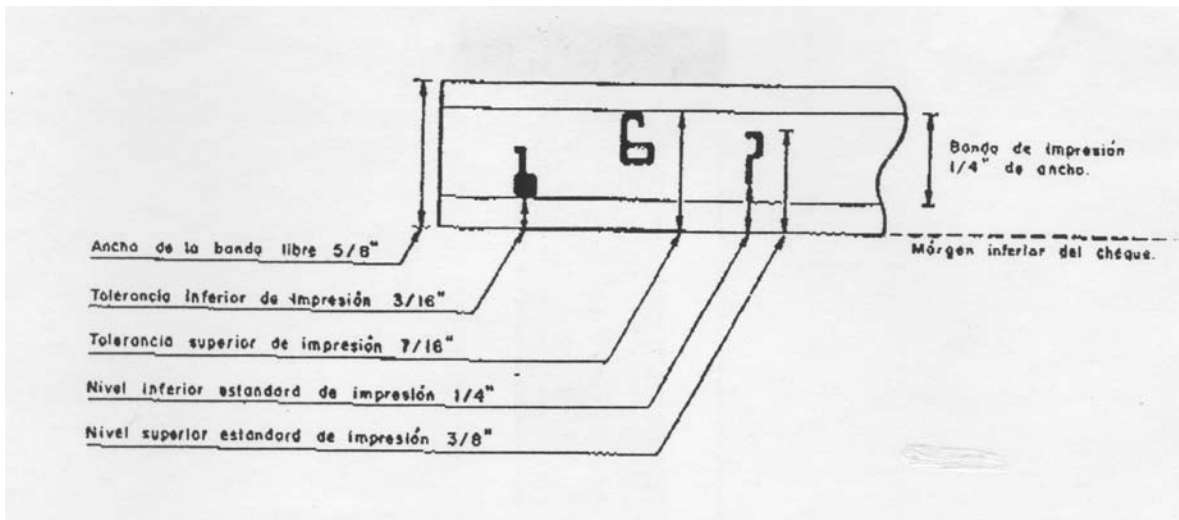 1 6 7
Banda de impresión
1/4" de ancho.
Márgen inferior del cheque.
Ancho de la banda libre 5/8"
Tolerancia inferior de impresión 3/16"
Tolerancia superior de impresión 7/16"
Nivel inferior estandard de impresión 1/4"
Nivel superior estandard de impresión 3/8"